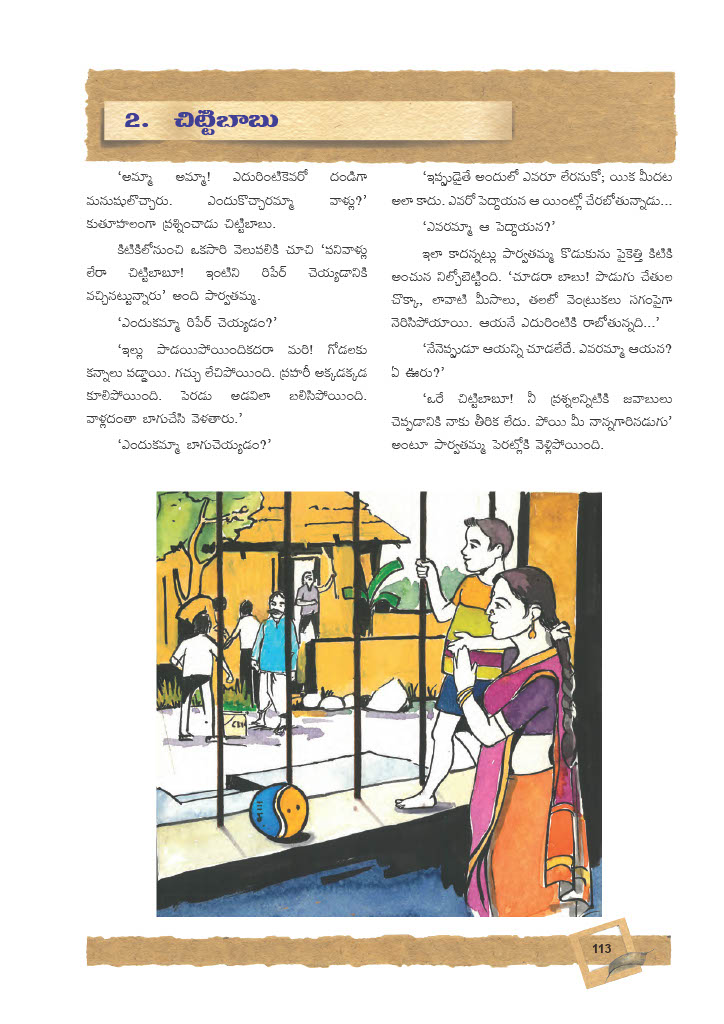 2. చిట్టిబాబు
‘అమ్మా అమ్మా! ఎదురింటికెవరో దండిగా
మనుషులొచ్చారు. ఎందుకొచ్చారమ్మా వాళ్లు?’
కుతూహలంగా ప్రశ్నించాడు చిట్టిబాబు.
కిటికిలోనుంచి ఒకసారి వెలుపలికి చూచి ‘పనివాళ్లు
లేరా చిట్టిబాబూ! ఇంటిని రిపేర్ చెయ్యడానికి
వచ్చినట్టున్నారు’ అంది పార్వతమ్మ.
‘ఎందుకమ్మా రిపేర్ చెయ్యడం?’
‘ఇల్లు పాడయిపోయిందికదరా మరి! గోడలకు
కన్నాలు పడ్డాయి. గచ్చు లేచిపోయింది. ప్రహరీ అక్కడక్కడ
కూలిపోయింది. పెరడు అడవిలా బలిసిపోయింది.
వాళ్లదంతా బాగుచేసి వెళతారు.’
‘ఎందుకమ్మా బాగుచెయ్యడం?’
‘ఇప్పుడైతే అందులో ఎవరూ లేరనుకో; యిక మీదట
అలా కాదు. ఎవరో పెద్దాయన ఆ యింట్లో చేరబోతున్నాడు...
‘ఎవరమ్మా ఆ పెద్దాయన?’
ఇలా కాదన్నట్లు పార్వతమ్మ కొడుకును పైకెత్తి కిటికి
అంచున నిల్చోబెట్టింది. ‘చూడరా బాబు! పొడుగు చేతుల
చొక్కా, లావాటి మీసాలు, తలలో వెంట్రుకలు సగంపైగా
నెరిసిపోయాయి. ఆయనే ఎదురింటికి రాబోతున్నది...’
‘నేనెప్పుడూ ఆయన్ని చూడలేదే. ఎవరమ్మా ఆయన?
ఏ ఊరు?’
‘ఒరే చిట్టిబాబూ! నీ ప్రశ్నలన్నిటికి జవాబులు
చెప్పడానికి నాకు తీరిక లేదు. పోయి మీ నాన్నగారినడుగు’
అంటూ పార్వతమ్మ పెరట్లోకి వెళ్లిపోయింది.
113